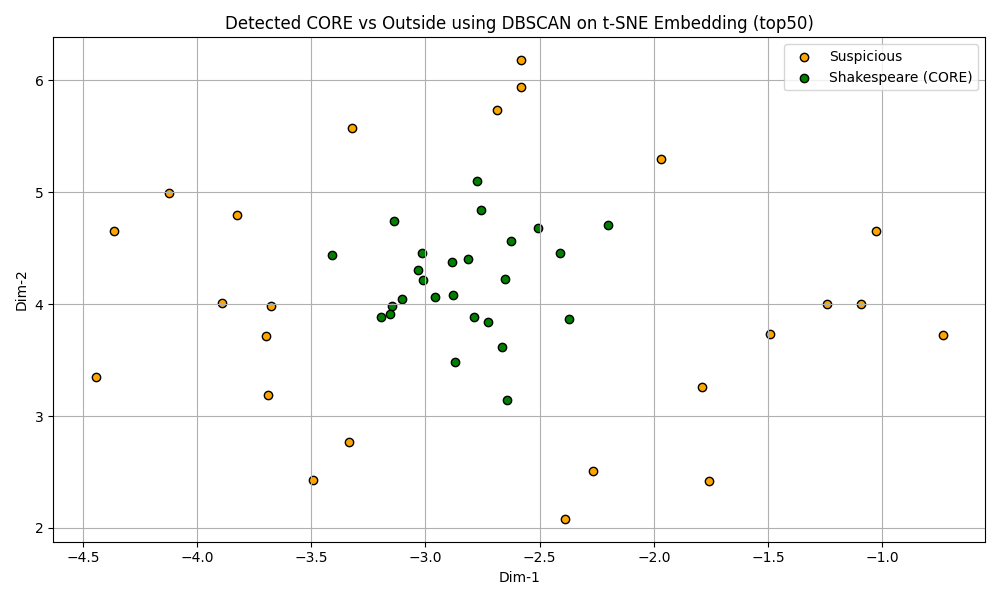 Detected CORE vs Outside using DBSCAN on t-SNE Embedding (top50)
Suspicious
Shakespeare (CORE)
Dim-2
6
5
4
3
2
−4.5 −4.0 −3.5 −3.0 −2.5 −2.0 −1.5 −1.0
Dim-1